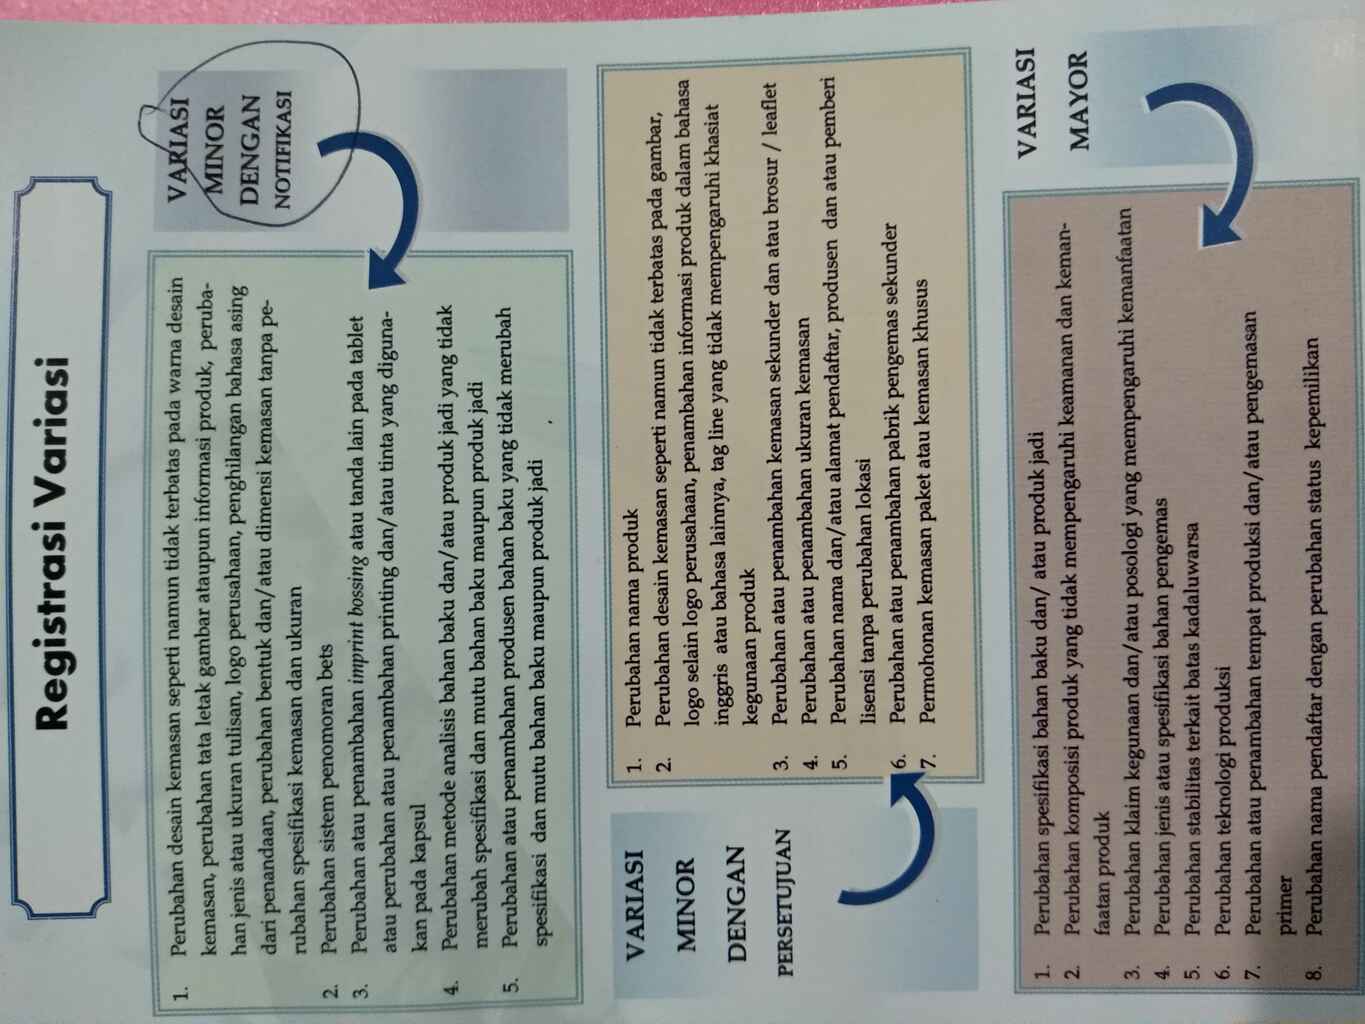 Registrasi Variasi
1. Perubahan desain kemasan seperti namun tidak terbatas pada warna desain
kemasan, perubahan tata letak gambar ataupun informasi produk, peruba-
han jenis atau ukuran tulisan, logo perusahaan, penghilangan bahasa asing
dari penandaan, perubahan bentuk dan/atau dimensi kemasan tanpa pe-
rubahan spesifikasi kemasan dan ukuran
2. Perubahan sistem penomoran bets
3. Perubahan atau penambahan imprint bossing atau tanda lain pada tablet
atau perubahan atau penambahan printing dan/atau tinta yang diguna-
kan pada kapsul
4. Perubahan metode analisis bahan baku dan/atau produk jadi yang tidak
merubah spesifikasi dan mutu bahan baku maupun produk jadi
5. Perubahan atau penambahan produsen bahan baku yang tidak merubah
spesifikasi dan mutu bahan baku maupun produk jadi
VARIASI
MINOR
DENGAN
NOTIFIKASI
VARIASI
MINOR
DENGAN
PERSETUJUAN
1. Perubahan nama produk
2. Perubahan desain kemasan seperti namun tidak terbatas pada gambar,
logo selain logo perusahaan, penambahan informasi produk dalam bahasa
inggris atau bahasa lainnya, tag line yang tidak mempengaruhi khasiat
kegunaan produk
3. Perubahan atau penambahan kemasan sekunder dan atau brosur / leaflet
4. Perubahan atau penambahan ukuran kemasan
5. Perubahan nama dan/atau alamat pendaftar, produsen dan atau pemberi
lisensi tanpa perubahan lokasi
6. Perubahan atau penambahan pabrik pengemas sekunder
7. Permohonan kemasan paket atau kemasan khusus
1. Perubahan spesifikasi bahan baku dan/ atau produk jadi
2. Perubahan komposisi produk yang tidak mempengaruhi keamanan dan keman-
faatan produk
3. Perubahan klaim kegunaan dan/atau posologi yang mempengaruhi kemanfaatan
4. Perubahan jenis atau spesifikasi bahan pengemas
5. Perubahan stabilitas terkait batas kadaluwarsa
6. Perubahan teknologi produksi
7. Perubahan atau penambahan tempat produksi dan/atau pengemasan
primer
8. Perubahan nama pendaftar dengan perubahan status kepemilikan
VARIASI
MAYOR